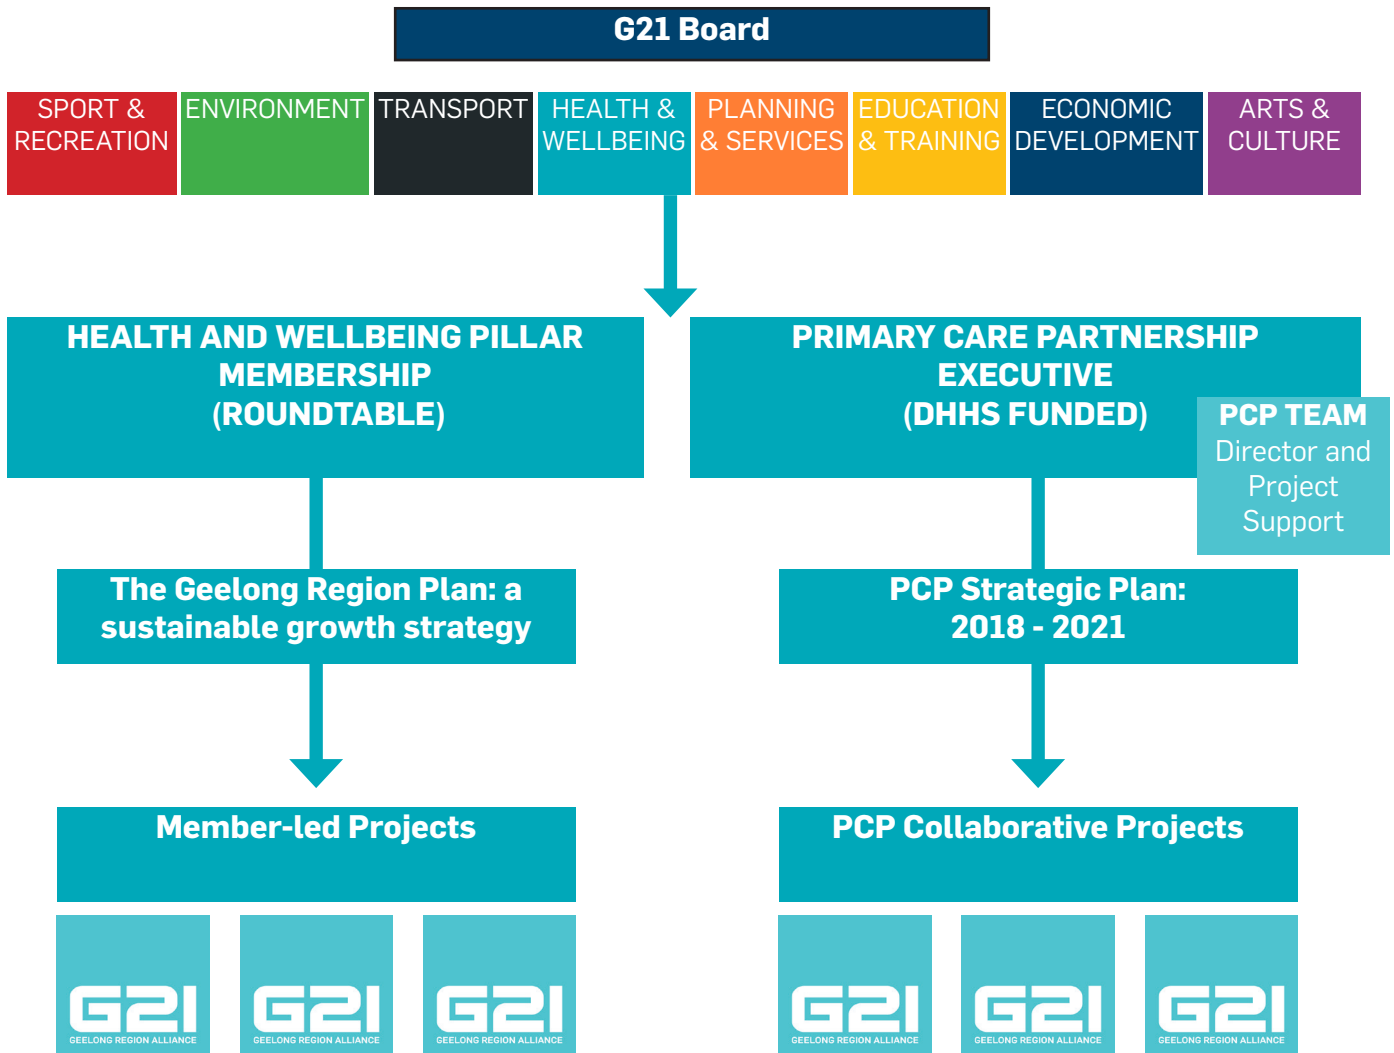 G21 Board
SPORT &
RECREATION
ENVIRONMENT
TRANSPORT
HEALTH &
WELLBEING
PLANNING
& SERVICES
EDUCATION
& TRAINING
ECONOMIC
DEVELOPMENT
ARTS &
CULTURE
HEALTH AND WELLBEING PILLAR
MEMBERSHIP
(ROUNDTABLE)
PRIMARY CARE PARTNERSHIP
EXECUTIVE
(DHHS FUNDED)
PCP TEAM
Director and
Project
Support
The Geelong Region Plan: a
sustainable growth strategy
PCP Strategic Plan:
2018 - 2021
Member-led Projects
PCP Collaborative Projects
G21
GEELONG REGION ALLIANCE
G21
GEELONG REGION ALLIANCE
G21
GEELONG REGION ALLIANCE
G21
GEELONG REGION ALLIANCE
G21
GEELONG REGION ALLIANCE
G21
GEELONG REGION ALLIANCE